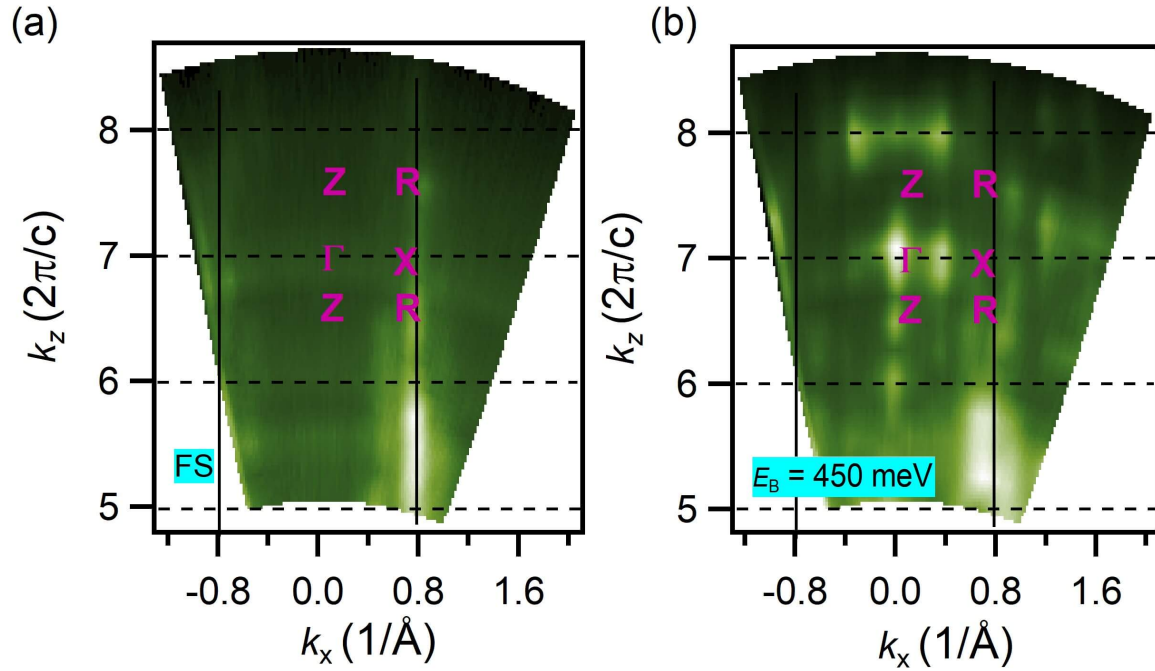 (a)
(b)
8
7
6
5
k_z (2π/c)
Z R
Γ X
Z R
FS
-0.8 0.0 0.8 1.6
k_x (1/Å)
8
7
6
5
k_z (2π/c)
Z R
Γ X
Z R
E_B = 450 meV
-0.8 0.0 0.8 1.6
k_x (1/Å)